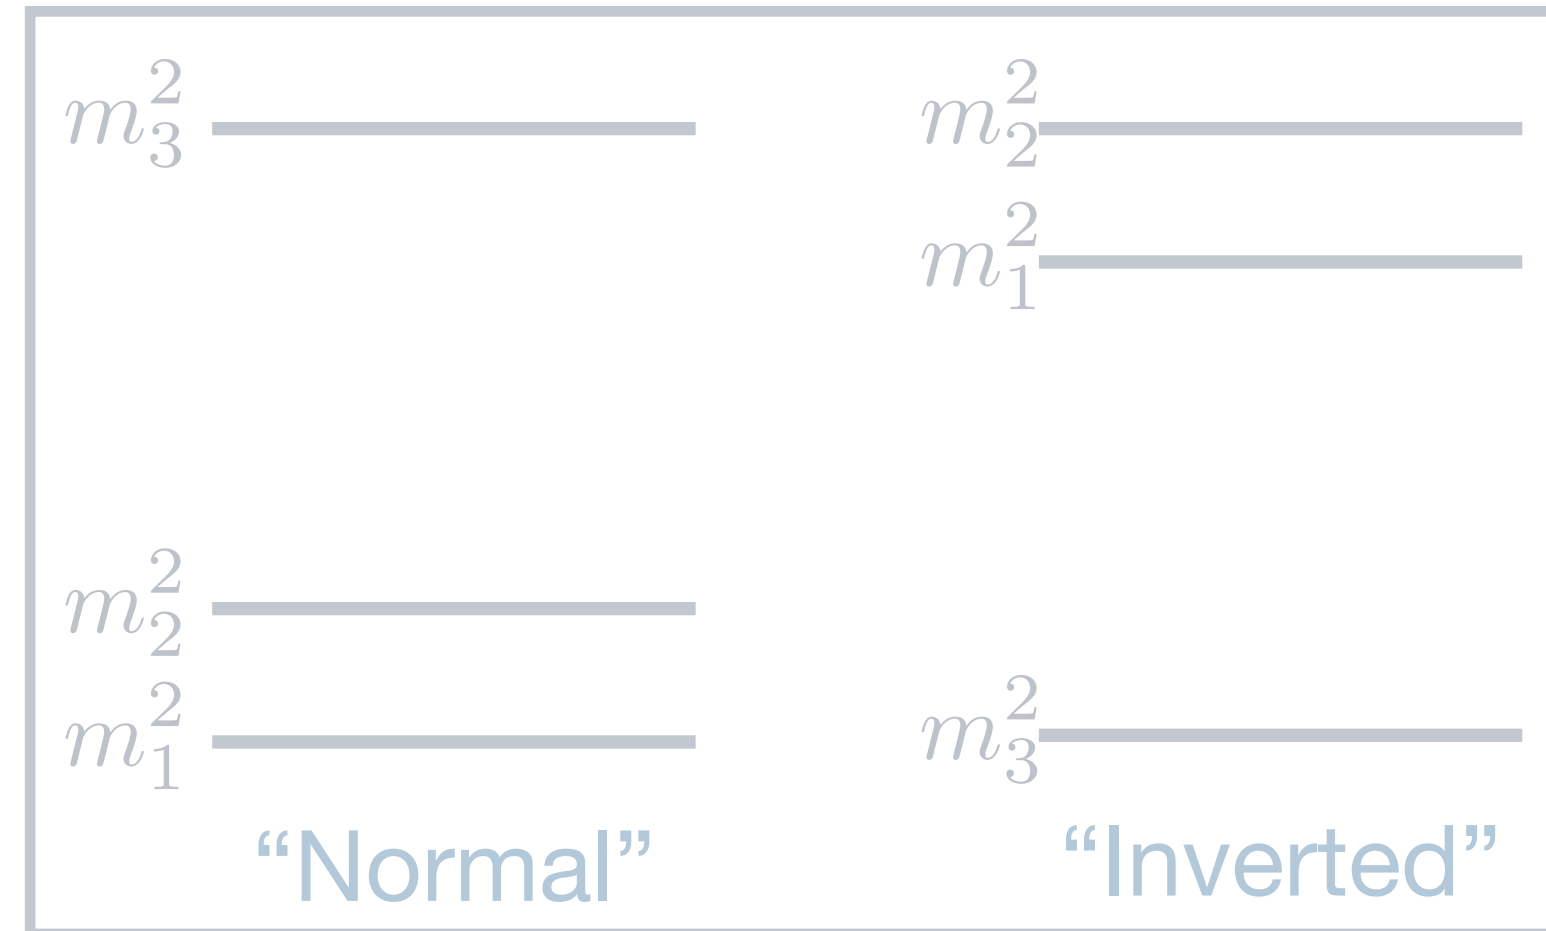 $m_3^2$ $m_2^2$
$m_1^2$
$m_2^2$
$m_1^2$ $m_3^2$
“Normal” “Inverted”